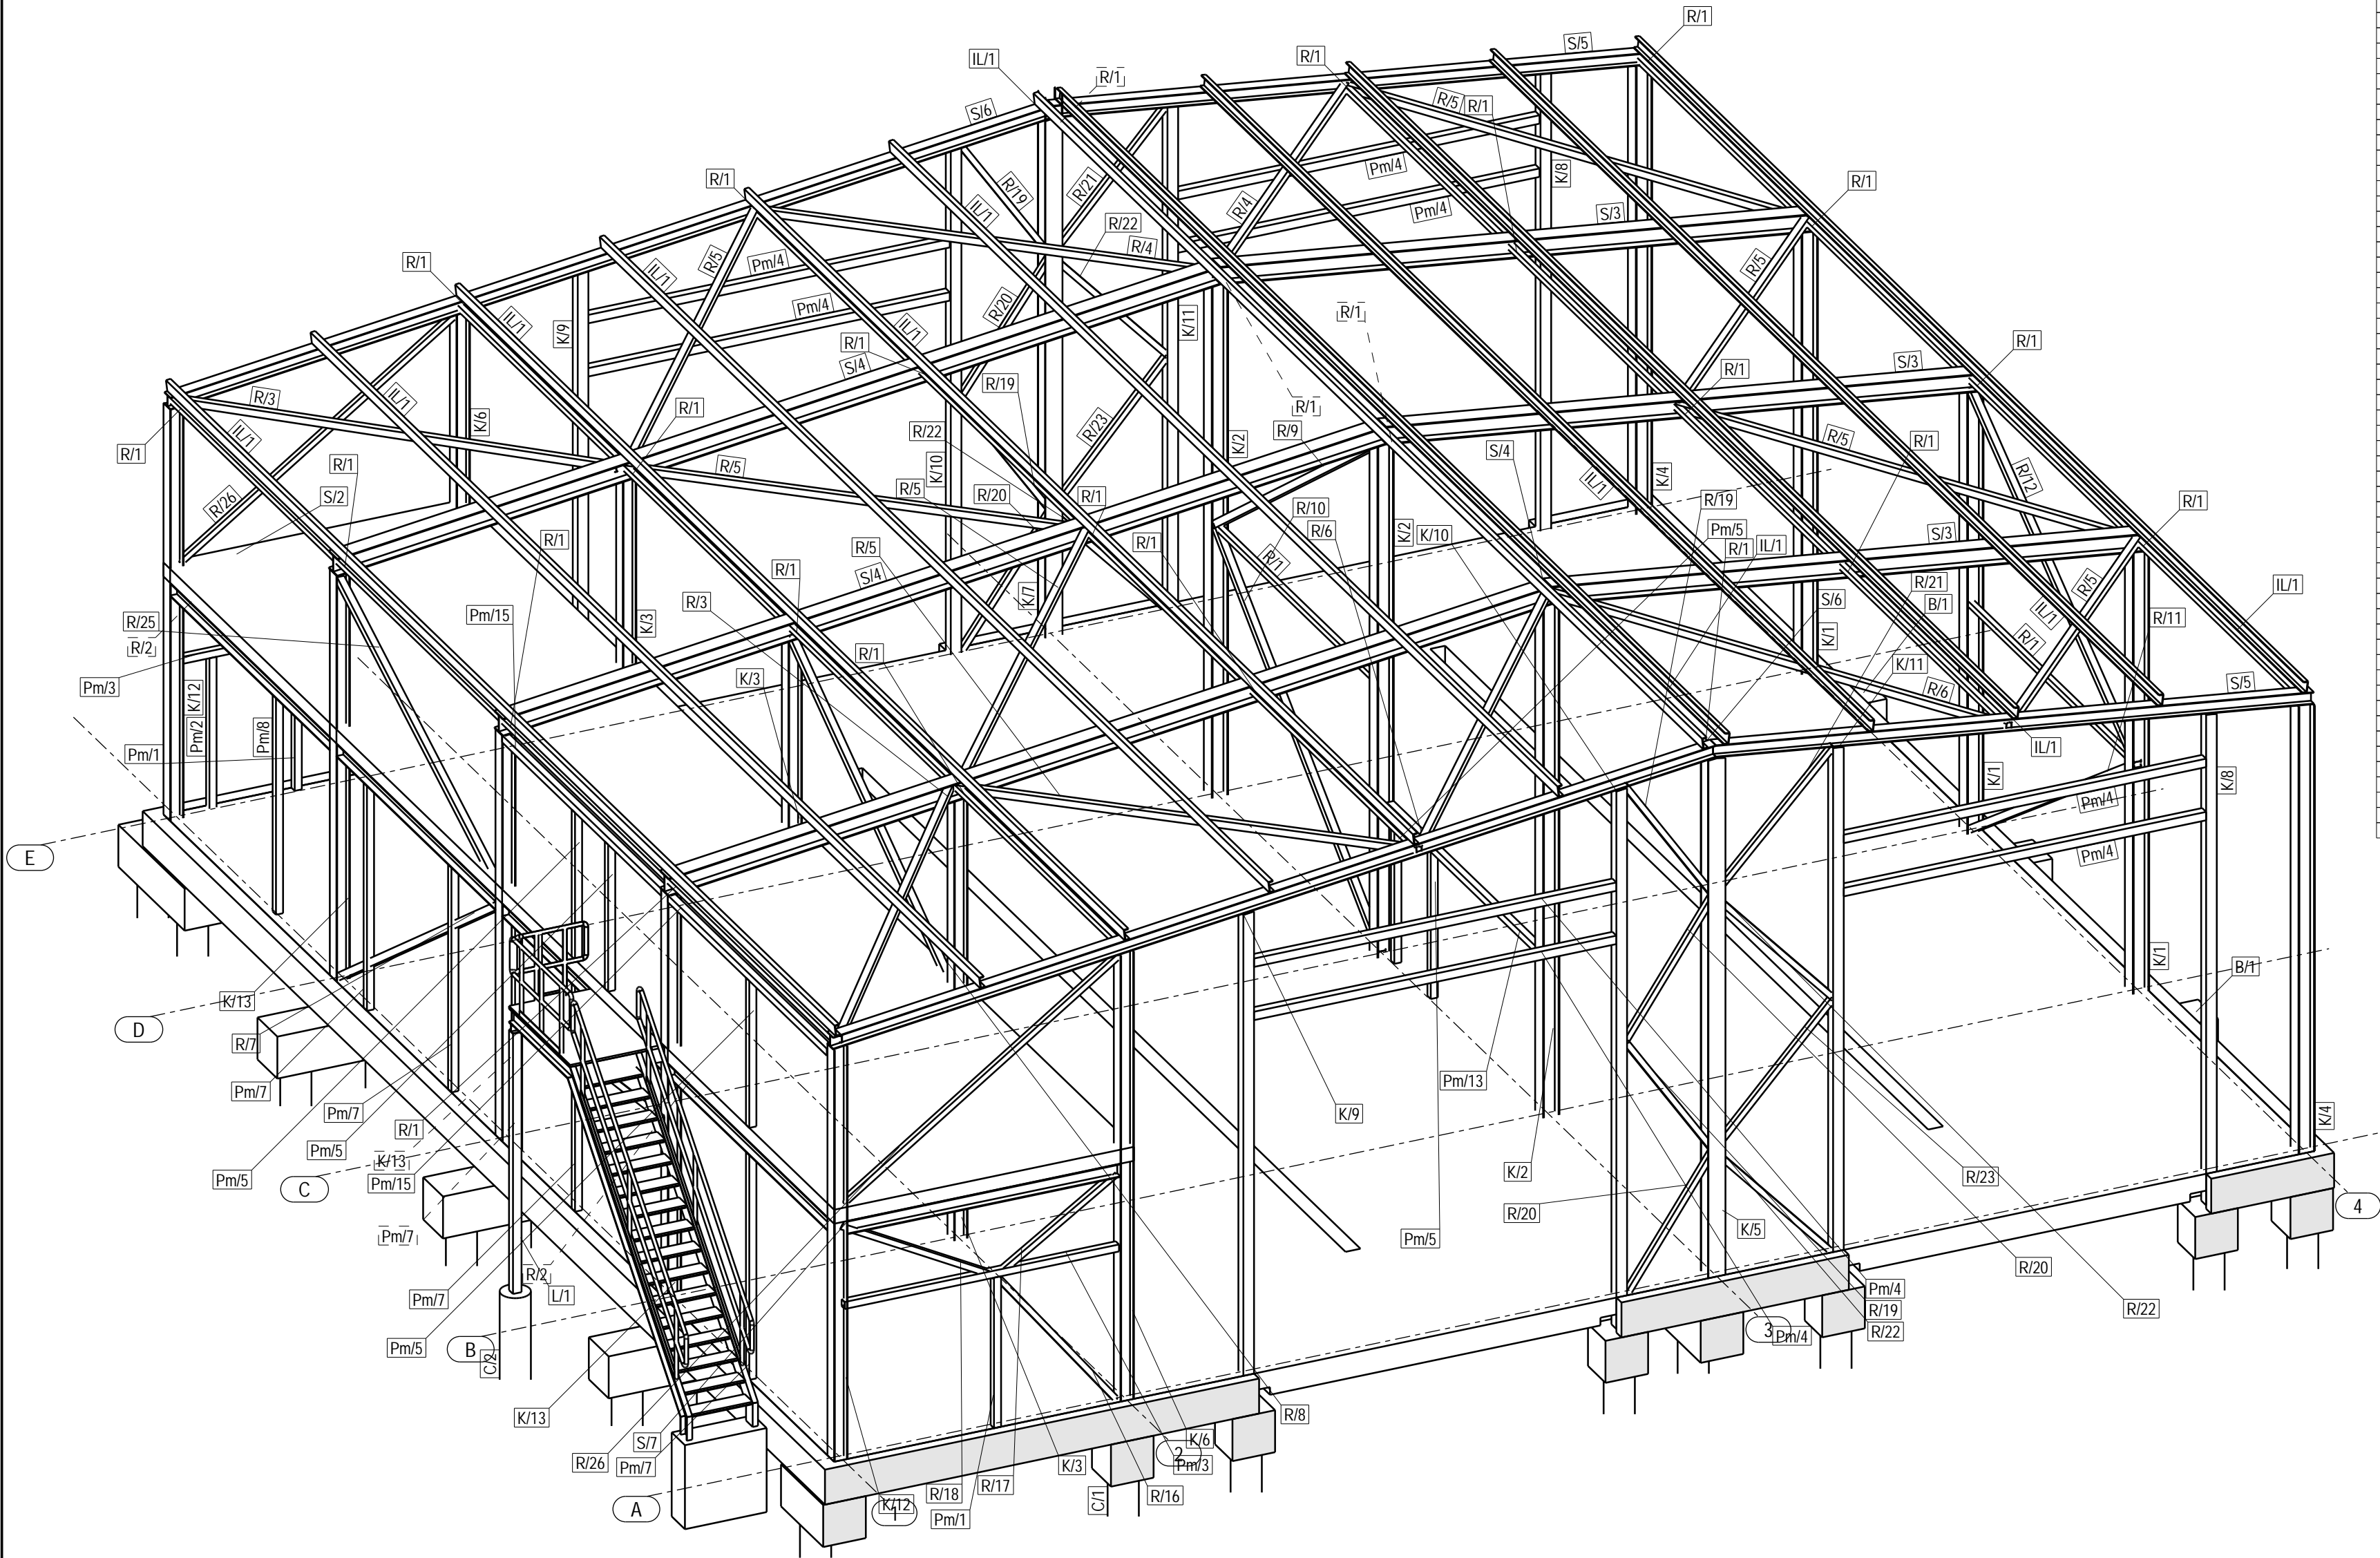 R/1
S/5
R/1
IL/1
R/1
S/6
R/5
R/1
Pm/4
K/8
R/1
R/1
R/19
R/21
IL/1
R/4
Pm/4
S/3
R/22
R/4
R/1
R/5
Pm/4
IL/1
R/5
Pm/4
R/20
R/1
K/11
IL/1
K/9
IL/1
R/1
R/1
S/4
S/3
R/1
R/19
R/3
IL/1
R/1
R/1
K/6
R/23
R/22
R/9
K/2
IL/1
R/5
R/1
R/1
S/4
R/1
R/5
K/10
K/4
IL/1
R/12
R/26
S/2
R/5
R/20
R/1
R/19
R/1
R/10
R/6
K/2
K/10
Pm/5
R/1
IL/1
S/3
R/1
R/5
R/1
R/1
S/4
R/1
R/21
IL/1
K/7
S/6
B/1
IL/1
R/5
R/3
Pm/15
K/3
R/25
R/2
R/1
K/1
R/1
R/11
K/11
R/6
Pm/3
K/12
Pm/2
Pm/8
K/3
S/5
Pm/1
IL/1
K/1
K/8
Pm/4
Pm/4
E
K/1
B/1
K/13
D
R/7
Pm/7
Pm/7
Pm/13
K/9
K/4
R/1
Pm/5
K/13
Pm/15
Pm/5
C
K/2
R/23
4
R/20
K/5
Pm/7
Pm/5
R/2
L/1
R/20
Pm/7
Pm/4
R/19
R/22
R/22
3
Pm/4
Pm/5
B
C/2
K/13
S/7
R/26
Pm/7
R/8
K/6
2
Pm/3
K/3
R/17
R/18
R/16
C/1
A
K/12
1
Pm/1